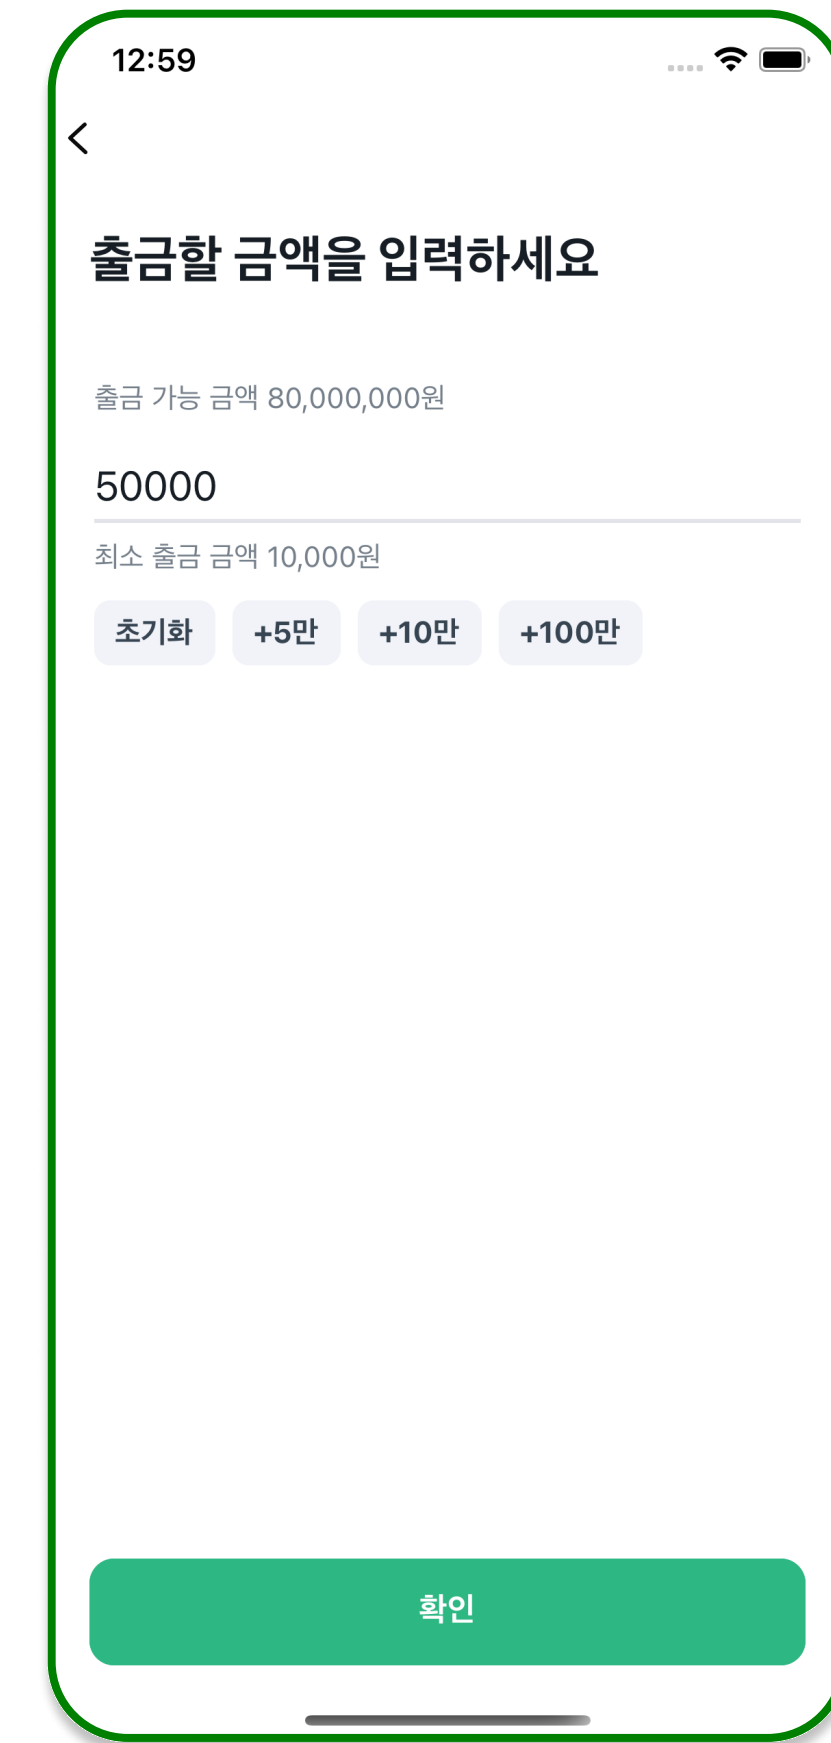 12:59
출금할 금액을 입력하세요
출금 가능 금액 80,000,000원
50000
최소 출금 금액 10,000원
초기화 +5만 +10만 +100만
확인